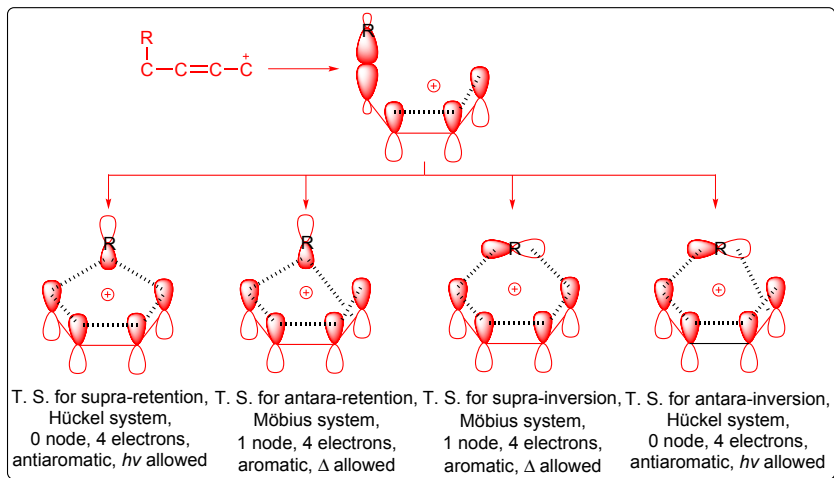 R
C C C C +
R
+
R
R
R
R
+
+
+
+
T. S. for supra-retention,
Hückel system,
0 node, 4 electrons,
antiaromatic, hv allowed
T. S. for antara-retention,
Möbius system,
1 node, 4 electrons,
aromatic, Δ allowed
T. S. for supra-inversion,
Möbius system,
1 node, 4 electrons,
aromatic, Δ allowed
T. S. for antara-inversion,
Hückel system,
0 node, 4 electrons,
antiaromatic, hv allowed